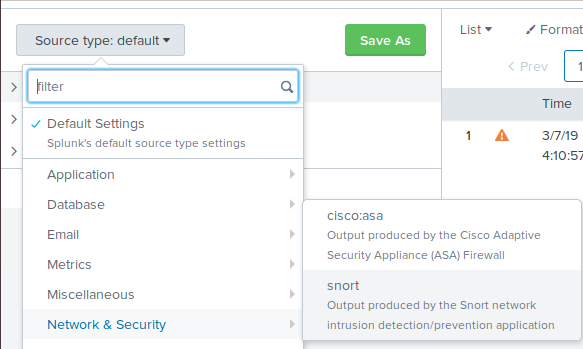 Source type: default
Save As
filter
Default Settings
Splunk's default source type settings
Application
Database
Email
Metrics
Miscellaneous
Network & Security
cisco:asa
Output produced by the Cisco Adaptive
Security Appliance (ASA) Firewall
snort
Output produced by the Snort network
intrusion detection/prevention application
List
Format
< Prev
1
Time
1
3/7/19
4:10:57